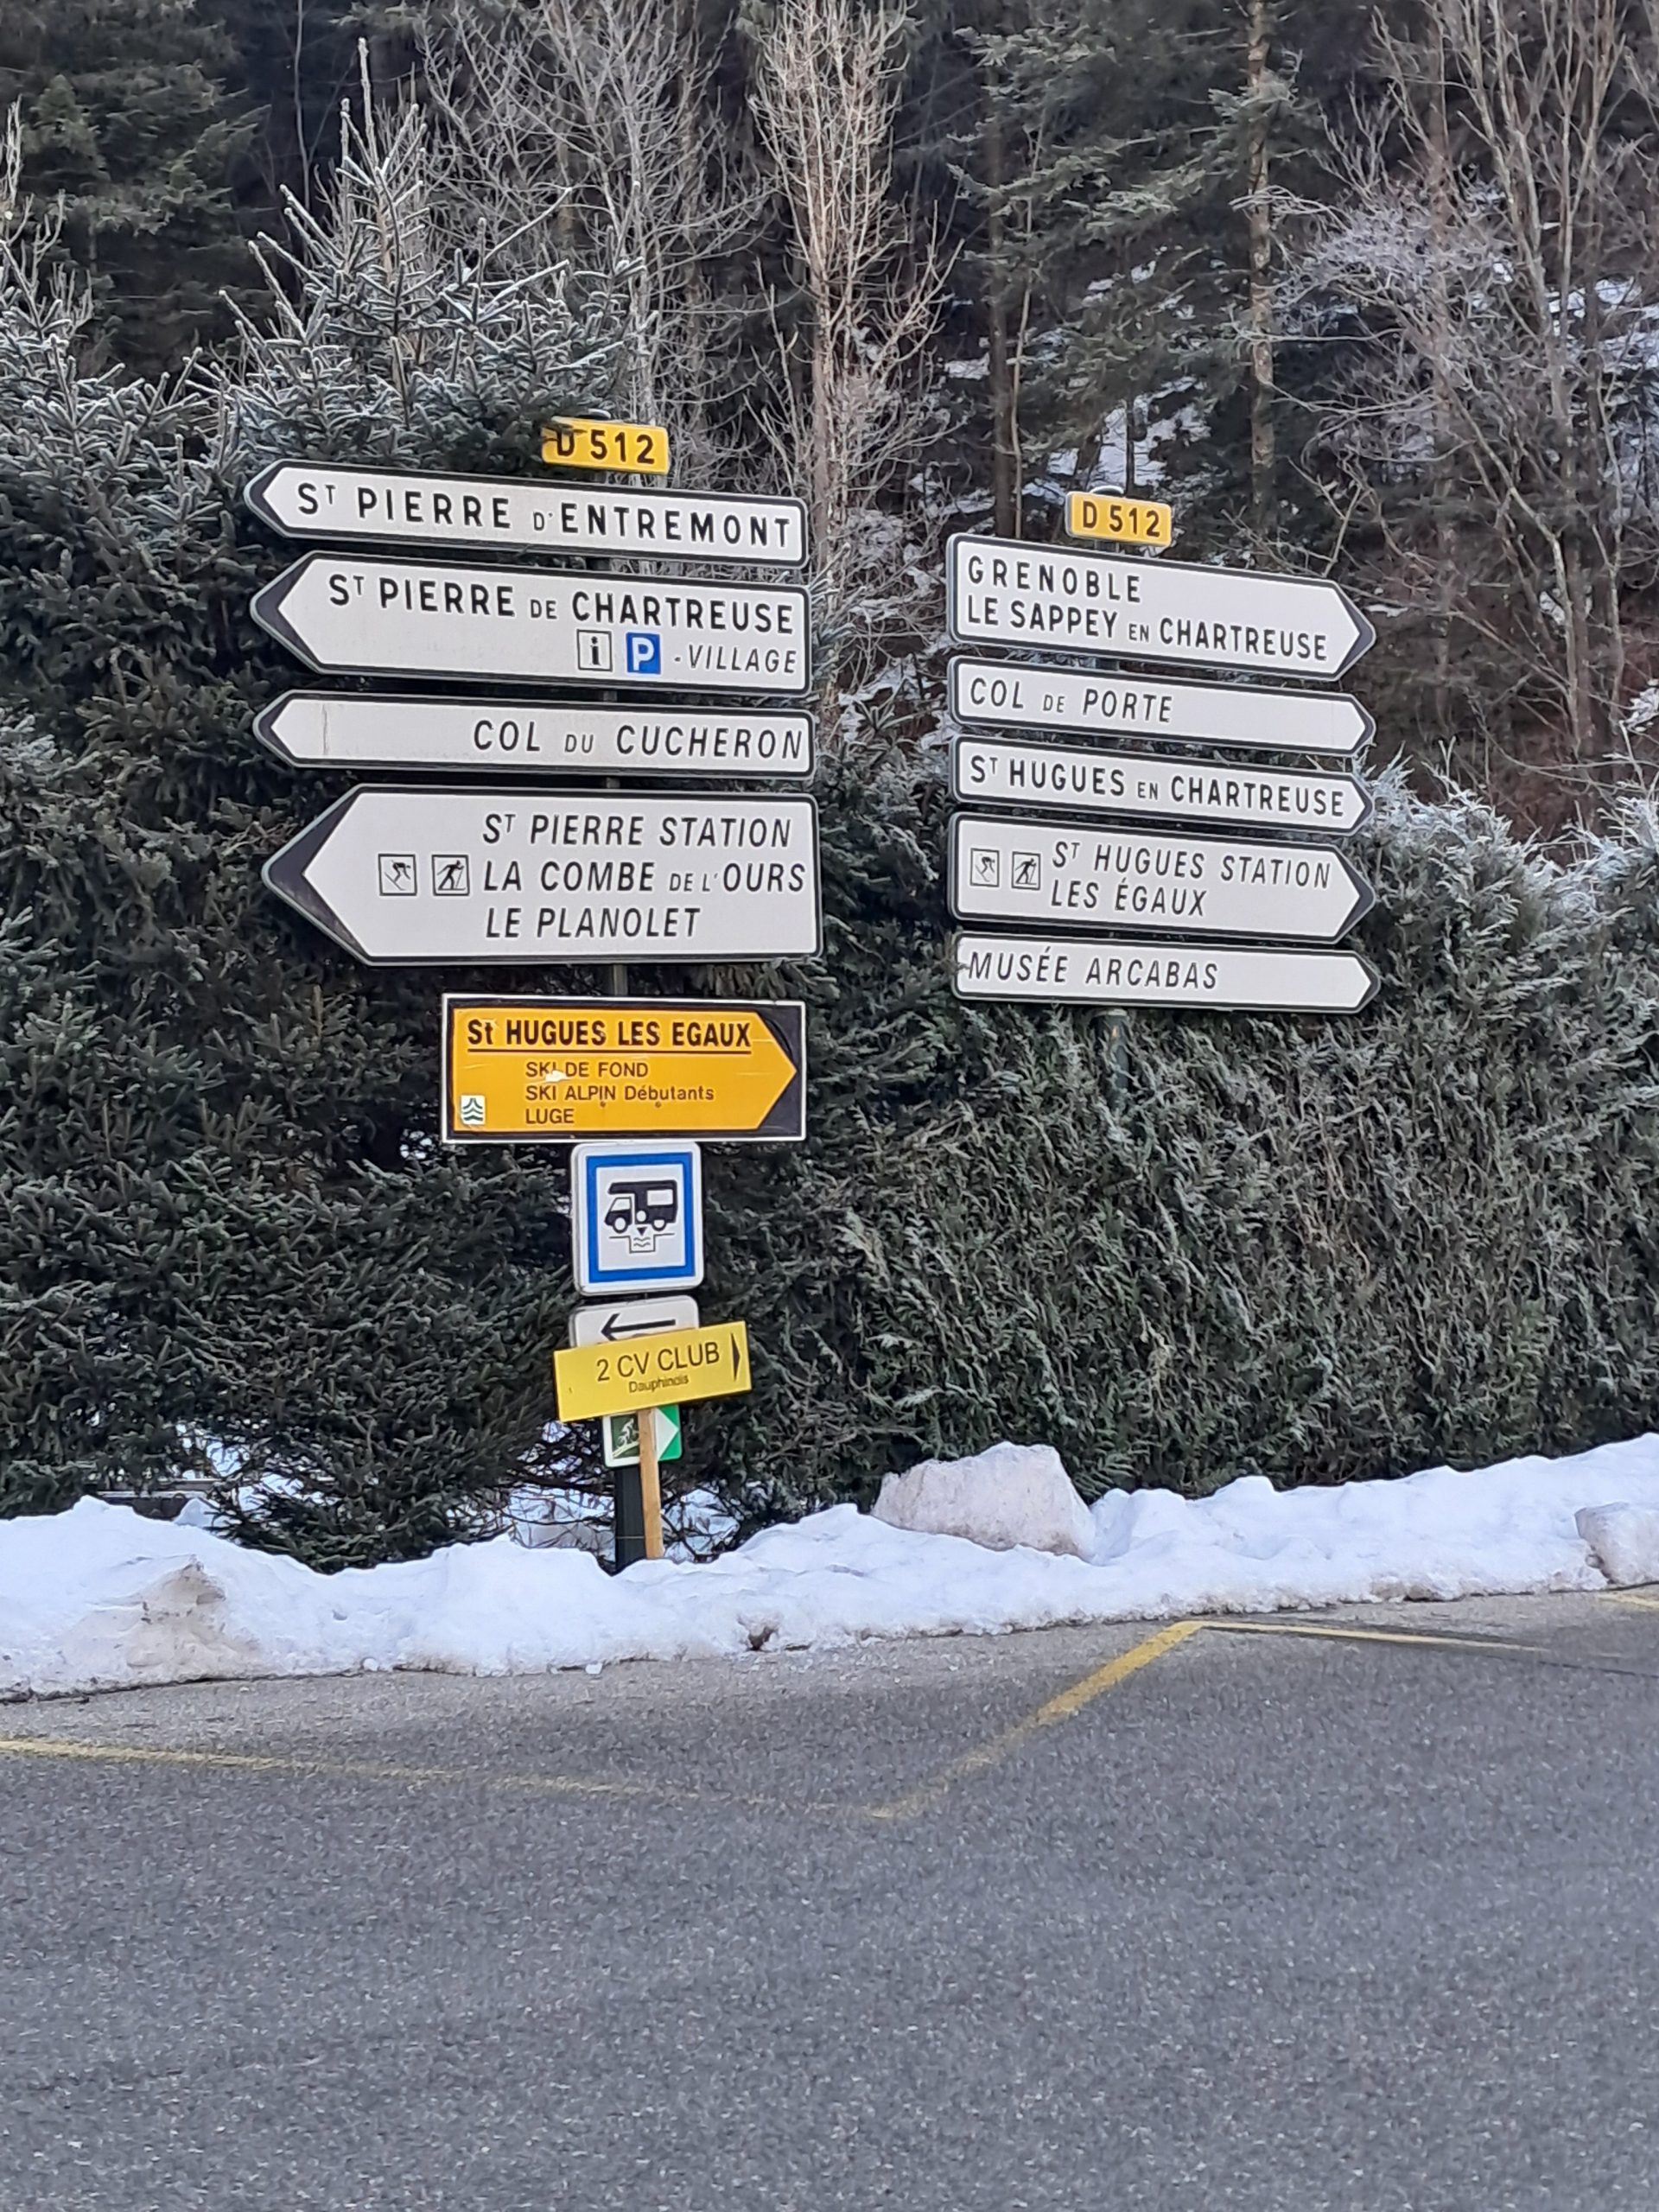 D 512
ST PIERRE D'ENTREMONT
ST PIERRE DE CHARTREUSE
i P - VILLAGE
COL DU CUCHERON
ST PIERRE STATION
LA COMBE DE L'OURS
LE PLANOLET
St HUGUES LES EGAUX
SKI DE FOND
SKI ALPIN Débutants
LUGE
2 CV CLUB
Dauphinois
D 512
GRENOBLE
LE SAPPEY EN CHARTREUSE
COL DE PORTE
ST HUGUES EN CHARTREUSE
ST HUGUES STATION
LES ÉGAUX
MUSÉE ARCABAS